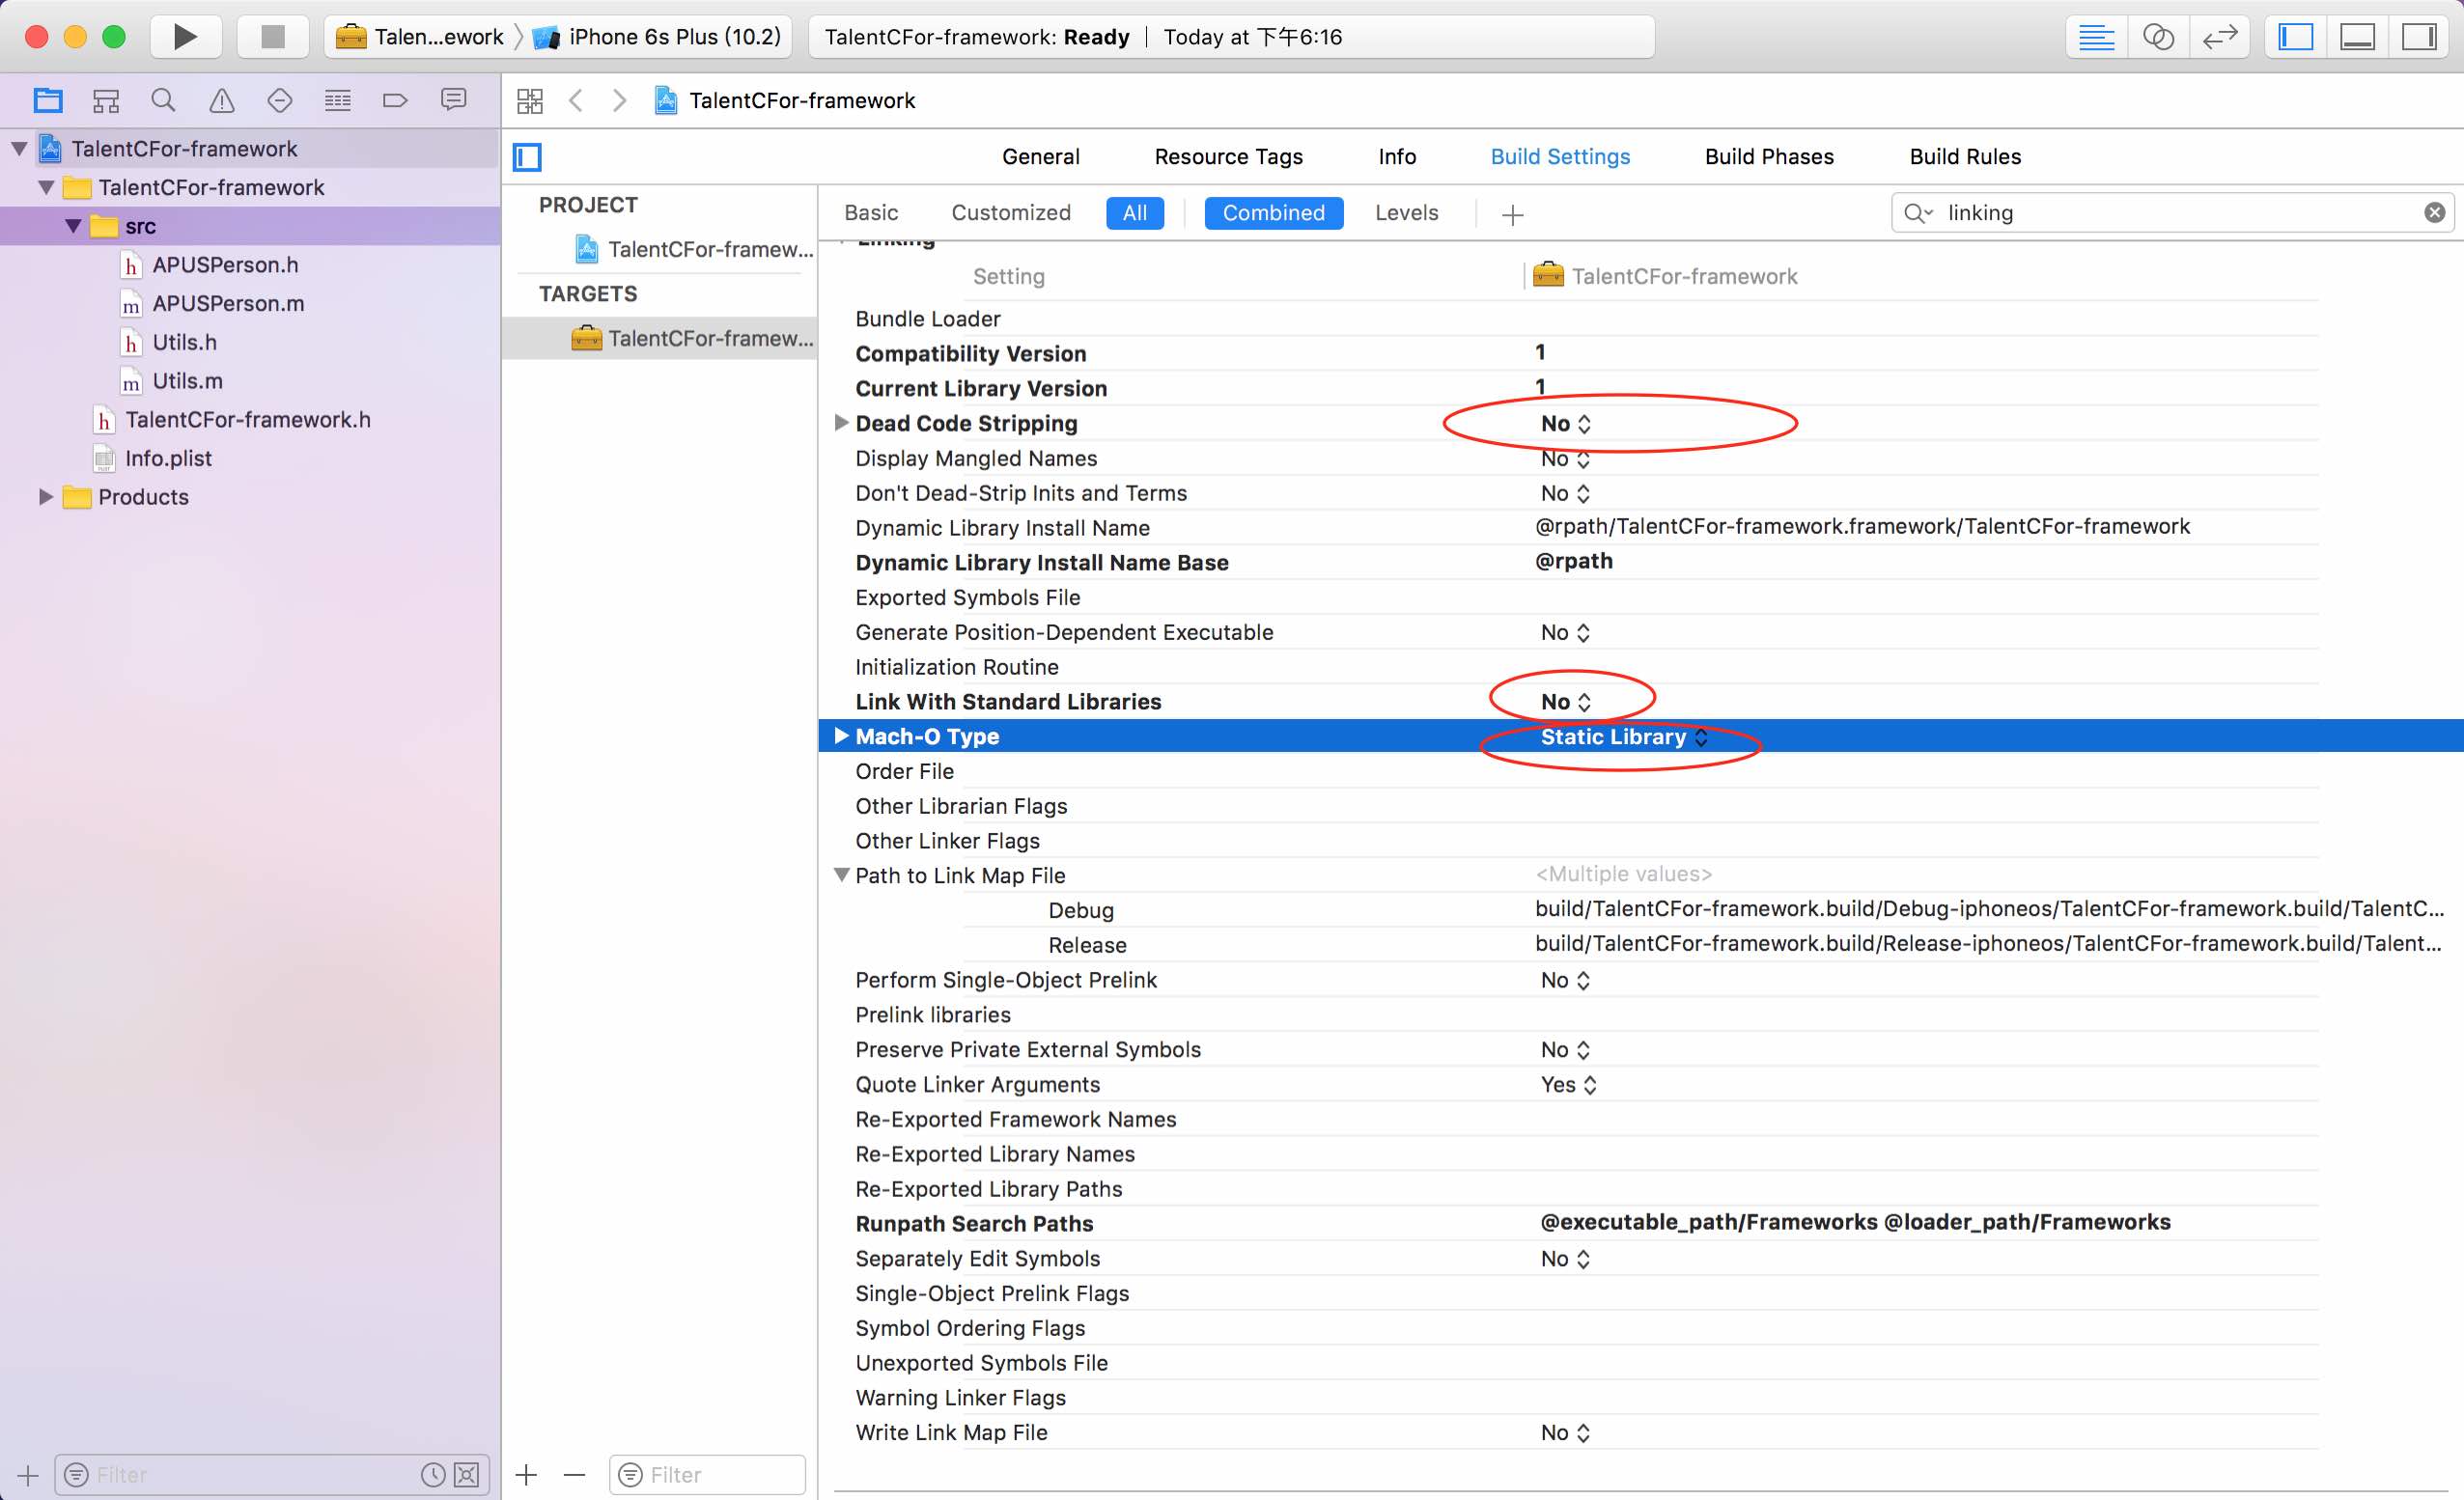 Talen...ework
iPhone 6s Plus (10.2)
TalentCFor-framework: Ready | Today at 下午6:16
TalentCFor-framework
TalentCFor-framework
src
APUSPerson.h
APUSPerson.m
Utils.h
Utils.m
TalentCFor-framework.h
Info.plist
Products
Filter
TalentCFor-framework
General Resource Tags Info Build Settings Build Phases Build Rules
PROJECT
TalentCFor-framew...
TARGETS
TalentCFor-framew...
Filter
Basic Customized All Combined Levels
linking
Linking
Setting TalentCFor-framework
Bundle Loader
Compatibility Version 1
Current Library Version 1
Dead Code Stripping No
Display Mangled Names No
Don't Dead-Strip Inits and Terms No
Dynamic Library Install Name @rpath/TalentCFor-framework.framework/TalentCFor-framework
Dynamic Library Install Name Base @rpath
Exported Symbols File
Generate Position-Dependent Executable No
Initialization Routine
Link With Standard Libraries No
Mach-O Type Static Library
Order File
Other Librarian Flags
Other Linker Flags
Path to Link Map File <Multiple values>
Debug build/TalentCFor-framework.build/Debug-iphoneos/TalentCFor-framework.build/TalentC...
Release build/TalentCFor-framework.build/Release-iphoneos/TalentCFor-framework.build/Talent...
Perform Single-Object Prelink No
Prelink libraries
Preserve Private External Symbols No
Quote Linker Arguments Yes
Re-Exported Framework Names
Re-Exported Library Names
Re-Exported Library Paths
Runpath Search Paths @executable_path/Frameworks @loader_path/Frameworks
Separately Edit Symbols No
Single-Object Prelink Flags
Symbol Ordering Flags
Unexported Symbols File
Warning Linker Flags
Write Link Map File No